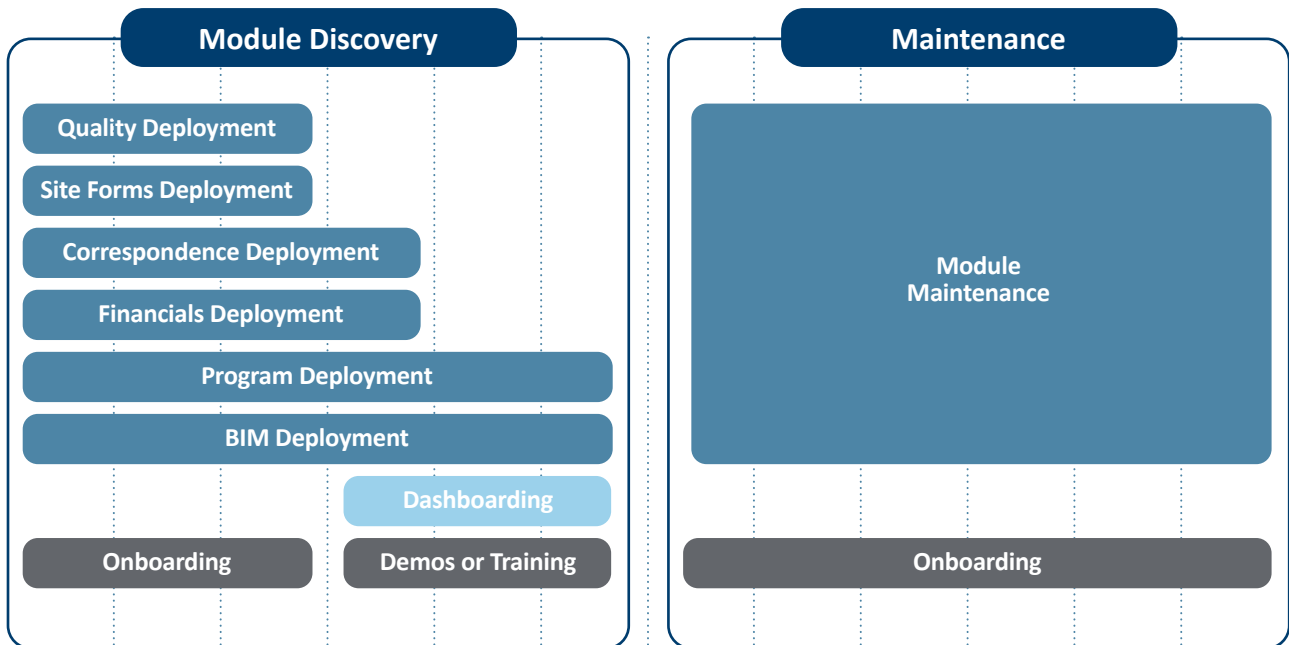 Module Discovery
Maintenance
Quality Deployment
Site Forms Deployment
Correspondence Deployment
Financials Deployment
Program Deployment
BIM Deployment
Dashboarding
Onboarding
Demos or Training
Module
Maintenance
Onboarding